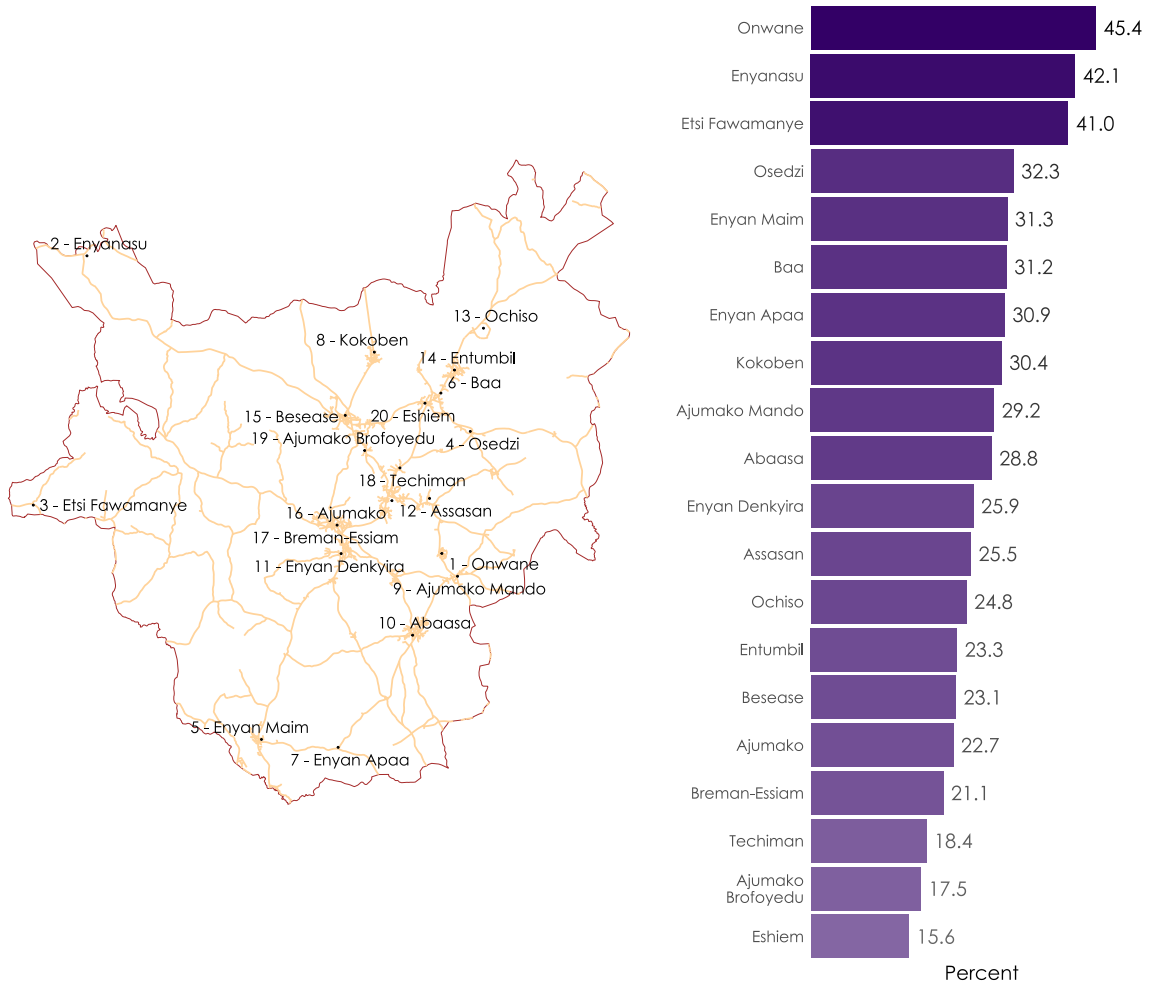 2 - Enyanasu
13 - Ochiso
8 - Kokoben
14 - Entumbil
6 - Baa
15 - Besease
20 - Eshiem
19 - Ajumako Brofoyedu
4 - Osedzi
18 - Techiman
3 - Etsi Fawamanye
16 - Ajumako
12 - Assasan
17 - Breman-Essiam
11 - Enyan Denkyira
1 - Onwane
9 - Ajumako Mando
10 - Abaasa
5 - Enyan Maim
7 - Enyan Apaa
Onwane 45.4
Enyanasu 42.1
Etsi Fawamanye 41.0
Osedzi 32.3
Enyan Maim 31.3
Baa 31.2
Enyan Apaa 30.9
Kokoben 30.4
Ajumako Mando 29.2
Abaasa 28.8
Enyan Denkyira 25.9
Assasan 25.5
Ochiso 24.8
Entumbil 23.3
Besease 23.1
Ajumako 22.7
Breman-Essiam 21.1
Techiman 18.4
Ajumako
Brofoyedu 17.5
Eshiem 15.6
Percent